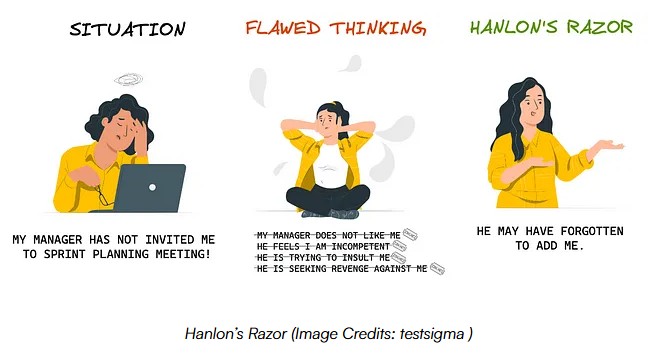 SITUATION
FLAWED THINKING
HANLON'S RAZOR
MY MANAGER HAS NOT INVITED ME
TO SPRINT PLANNING MEETING!
MY MANAGER DOES NOT LIKE ME
HE FEELS I AM INCOMPETENT
HE IS TRYING TO INSULT ME
HE IS SEEKING REVENGE AGAINST ME
HE MAY HAVE FORGOTTEN
TO ADD ME.
Hanlon's Razor (Image Credits: testsigma )